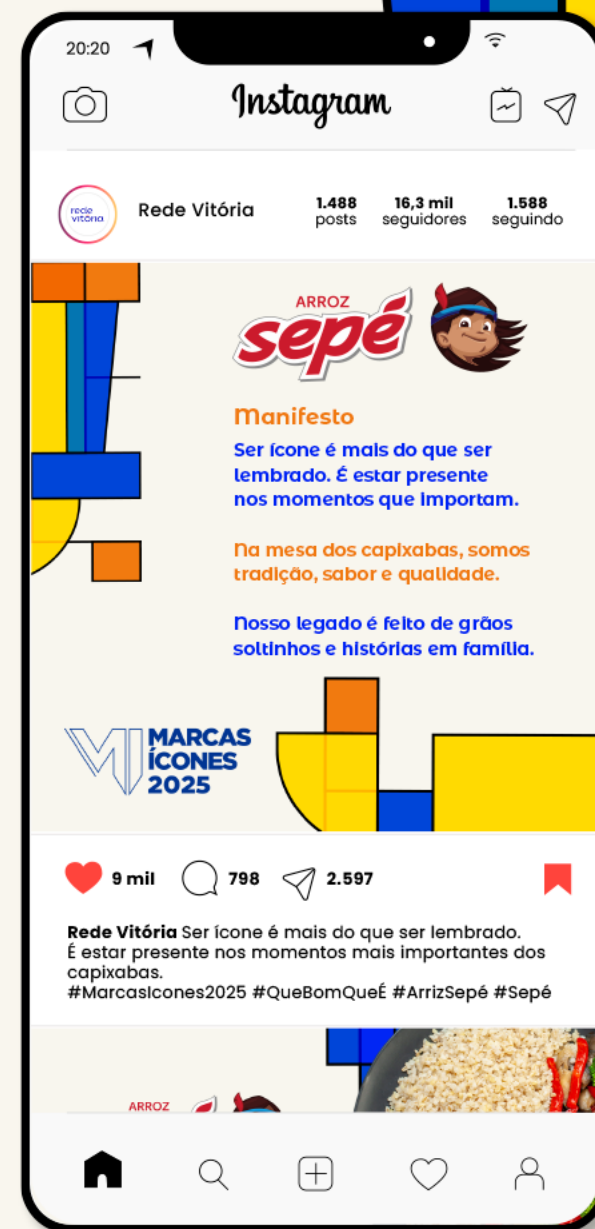 20:20
Instagram
rede
vitória
Rede Vitória
1.488
posts
16,3 mil
seguidores
1.588
seguindo
ARROZ
sepé
Manifesto
Ser ícone é mais do que ser
lembrado. É estar presente
nos momentos que importam.
Na mesa dos capixabas, somos
tradição, sabor e qualidade.
Nosso legado é feito de grãos
soltinhos e histórias em família.
MARCAS
ÍCONES
2025
9 mil
798
2.597
Rede Vitória Ser ícone é mais do que ser lembrado.
É estar presente nos momentos mais importantes dos
capixabas.
#MarcasIcones2025 #QueBomQueÉ #ArrizSepé #Sepé
ARROZ